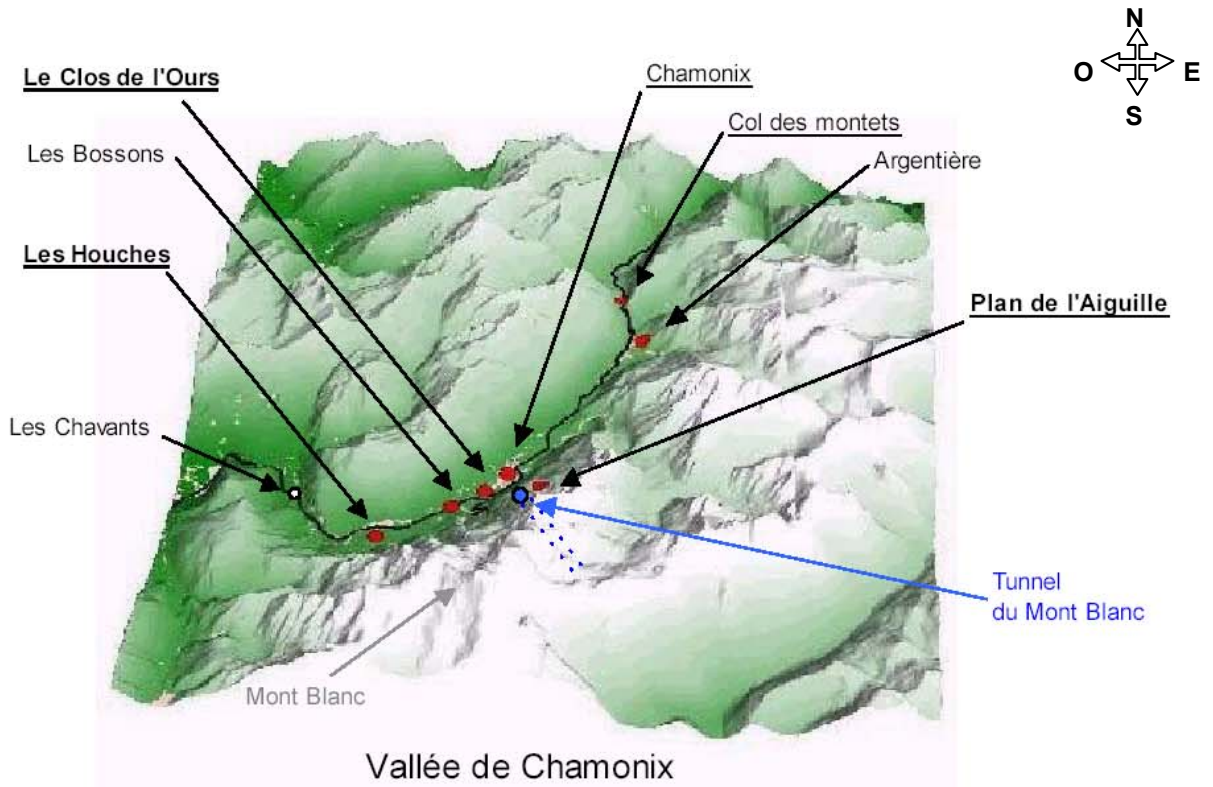 N
O E
S
Le Clos de l'Ours
Chamonix
Col des montets
Les Bossons
Argentière
Les Houches
Plan de l'Aiguille
Les Chavants
Tunnel
du Mont Blanc
Mont Blanc
Vallée de Chamonix